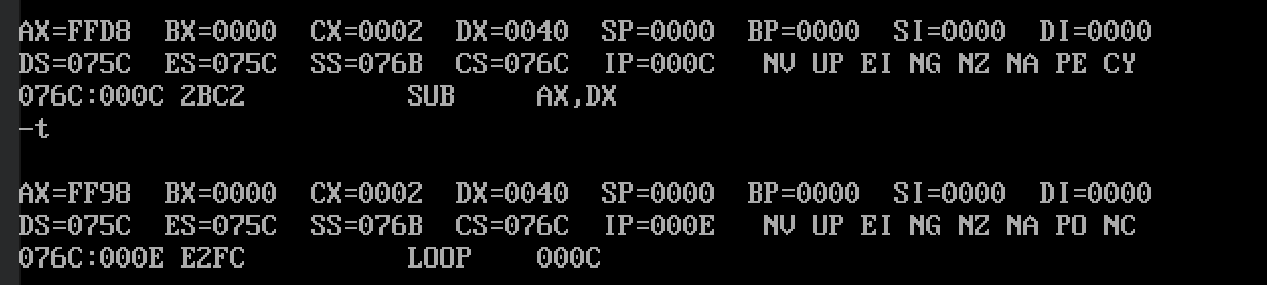 AX=FFD8  BX=0000  CX=0002  DX=0040  SP=0000  BP=0000  SI=0000  DI=0000
DS=075C  ES=075C  SS=076B  CS=076C  IP=000C   NV UP EI NG NZ NA PE CY
076C:000C 2BC2          SUB     AX,DX
-t
AX=FF98  BX=0000  CX=0002  DX=0040  SP=0000  BP=0000  SI=0000  DI=0000
DS=075C  ES=075C  SS=076B  CS=076C  IP=000E   NV UP EI NG NZ NA PO NC
076C:000E E2FC          LOOP    000C